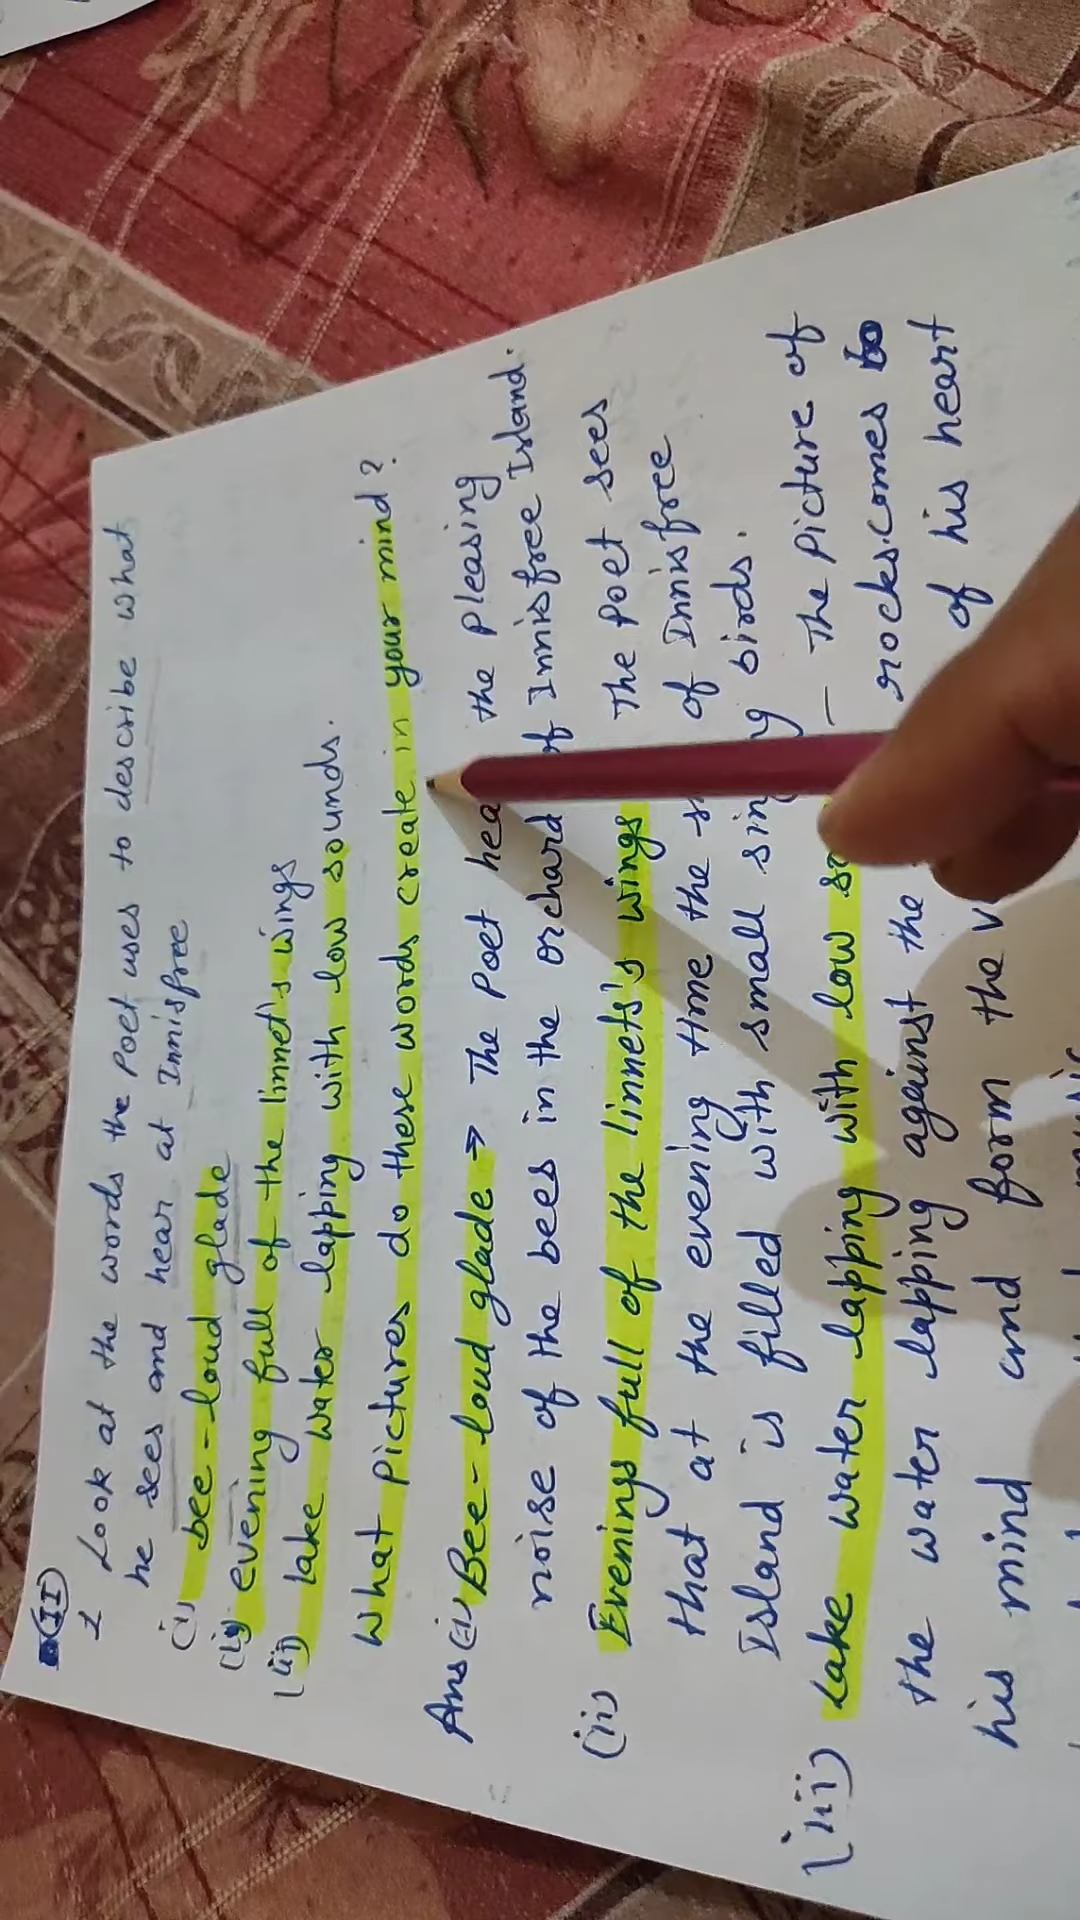 (II)
1 Look at the words the Poet uses to describe what
he sees and hear at Innisfree
(i) bee-loud glade
(ii) evening full of the linnet's wings
(iii) lake water lapping with low sounds.
What Pictures do these words create in your mind?
Ans (i) Bee-loud glade → The Poet hea the pleasing
noise of the bees in the orchard of Innisfree Island.
(ii) Evenings full of the linnets's wings The Poet sees
that at the evening time the of Innisfree
Island is filled with small singing birds.
(iii) Lake water lapping with low - The Picture of
the water lapping against the rocks comes to
his mind and form the of his heart